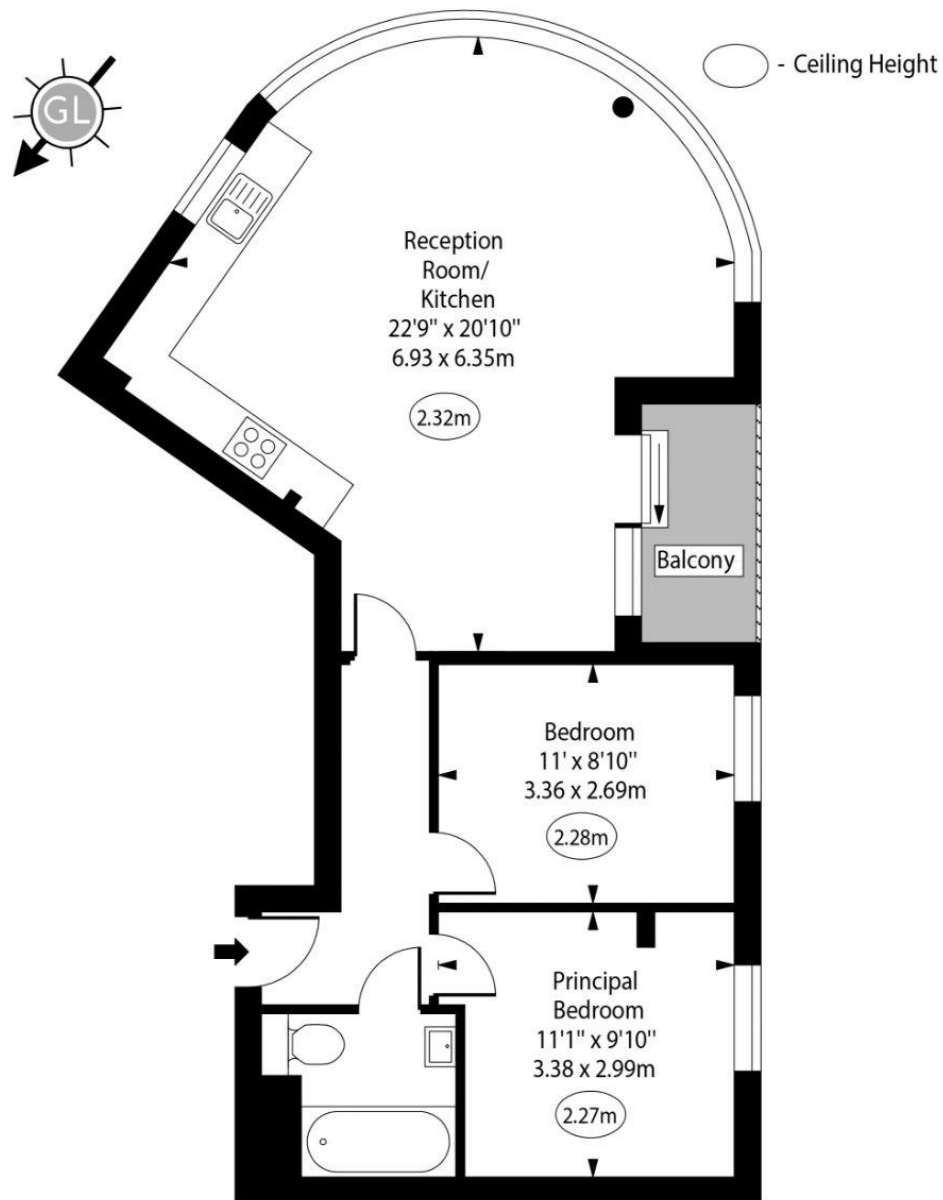 GL
- Ceiling Height
Reception
Room/
Kitchen
22'9" x 20'10"
6.93 x 6.35m
2.32m
Balcony
Bedroom
11' x 8'10"
3.36 x 2.69m
2.28m
Principal
Bedroom
11'1" x 9'10"
3.38 x 2.99m
2.27m